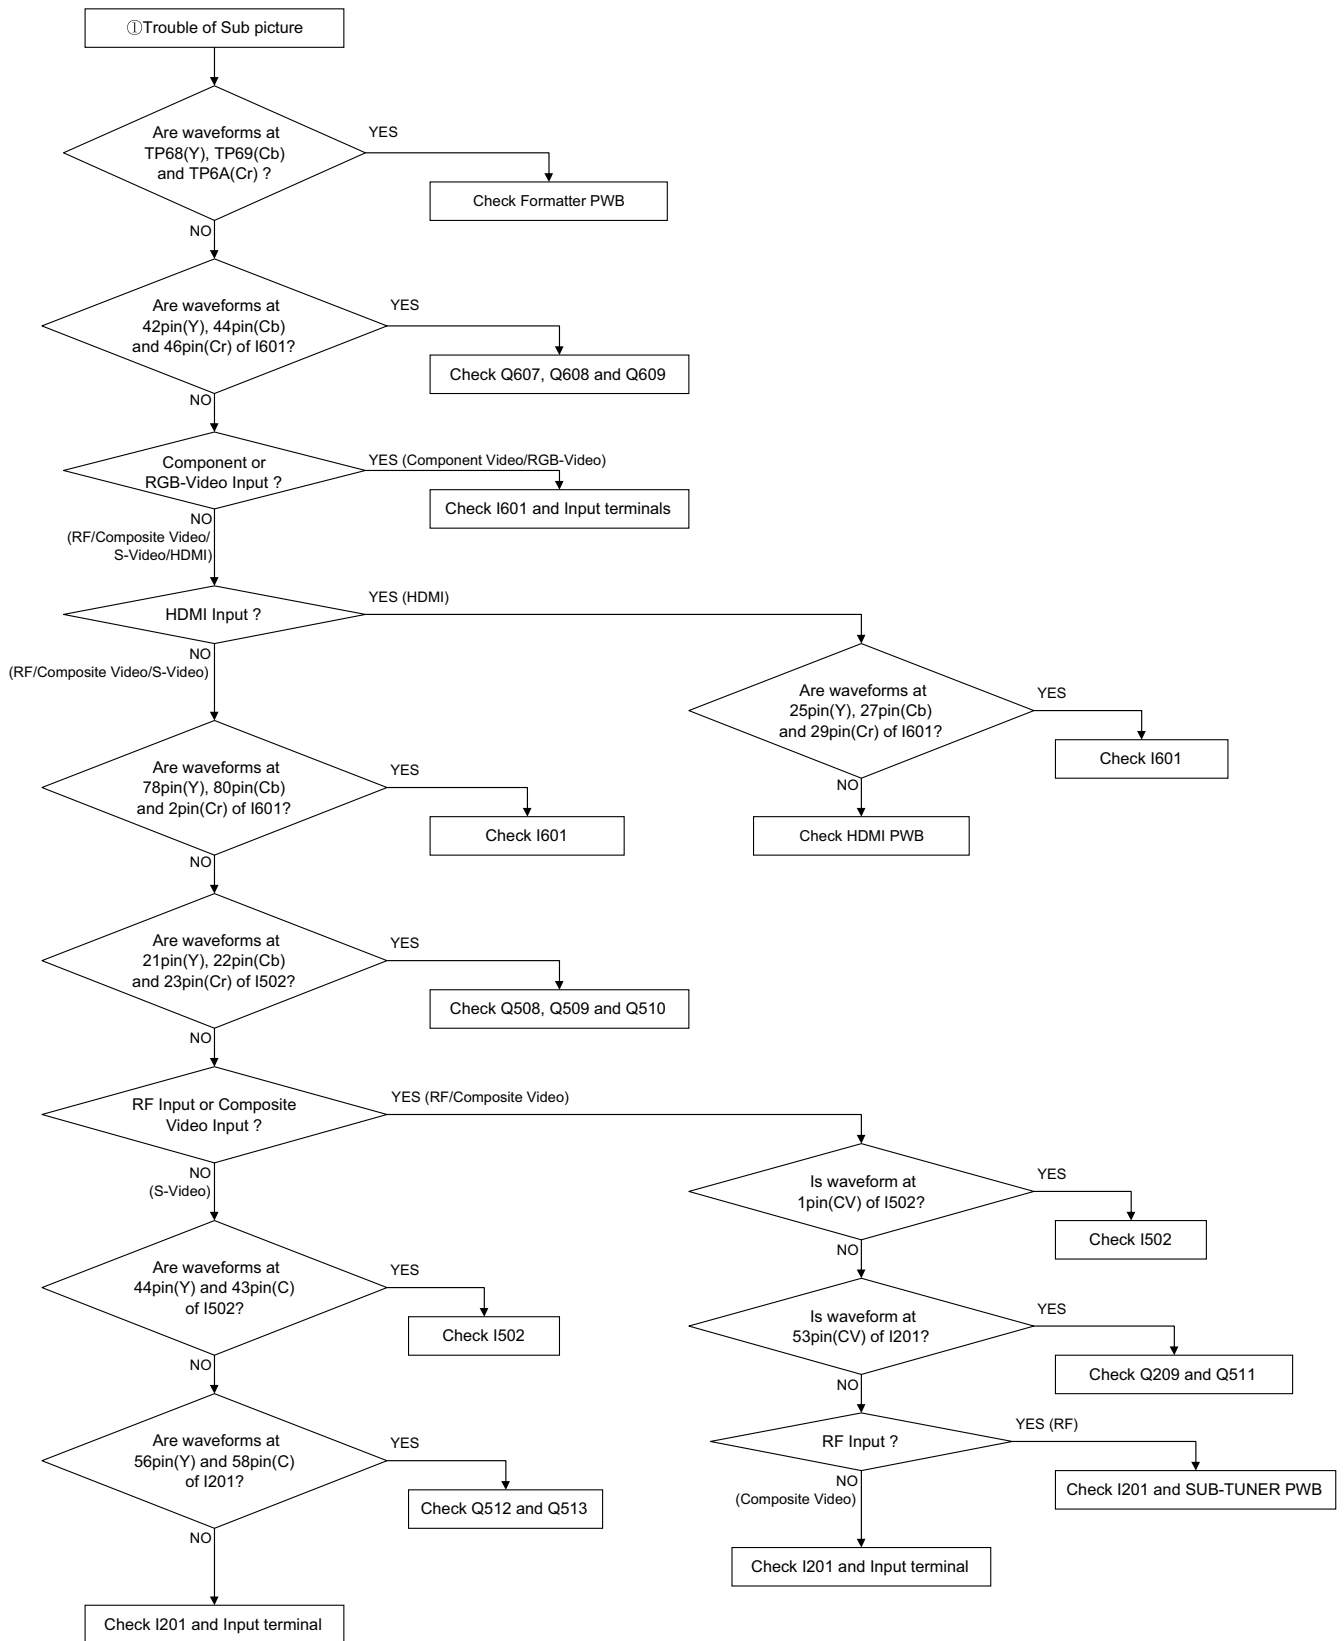 ①Trouble of Sub picture
Are waveforms at
TP68(Y), TP69(Cb)
and TP6A(Cr) ?
YES
Check Formatter PWB
NO
Are waveforms at
42pin(Y), 44pin(Cb)
and 46pin(Cr) of I601?
YES
Check Q607, Q608 and Q609
NO
Component or
RGB-Video Input ?
YES (Component Video/RGB-Video)
Check I601 and Input terminals
NO
(RF/Composite Video/
S-Video/HDMI)
HDMI Input ?
YES (HDMI)
NO
(RF/Composite Video/S-Video)
Are waveforms at
25pin(Y), 27pin(Cb)
and 29pin(Cr) of I601?
YES
Check I601
NO
Check HDMI PWB
Are waveforms at
78pin(Y), 80pin(Cb)
and 2pin(Cr) of I601?
YES
Check I601
NO
Are waveforms at
21pin(Y), 22pin(Cb)
and 23pin(Cr) of I502?
YES
Check Q508, Q509 and Q510
NO
RF Input or Composite
Video Input ?
YES (RF/Composite Video)
NO
(S-Video)
Is waveform at
1pin(CV) of I502?
YES
Check I502
NO
Are waveforms at
44pin(Y) and 43pin(C)
of I502?
YES
Check I502
NO
Is waveform at
53pin(CV) of I201?
YES
Check Q209 and Q511
NO
Are waveforms at
56pin(Y) and 58pin(C)
of I201?
YES
Check Q512 and Q513
NO
RF Input ?
YES (RF)
Check I201 and SUB-TUNER PWB
NO
(Composite Video)
Check I201 and Input terminal
Check I201 and Input terminal